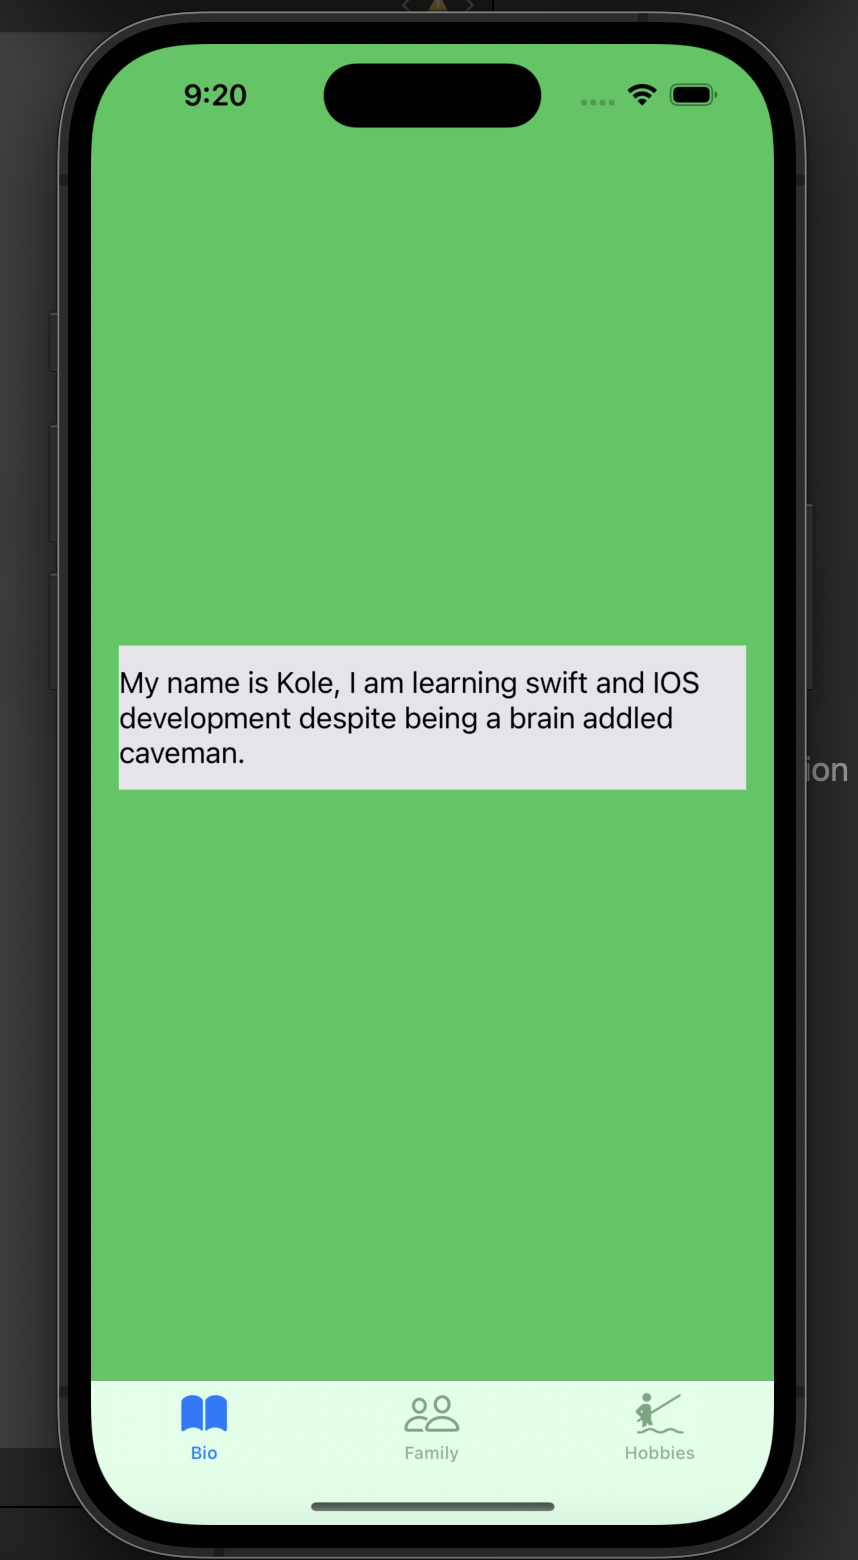 9:20
My name is Kole, I am learning swift and IOS
development despite being a brain addled
caveman.
ion
Bio
Family
Hobbies